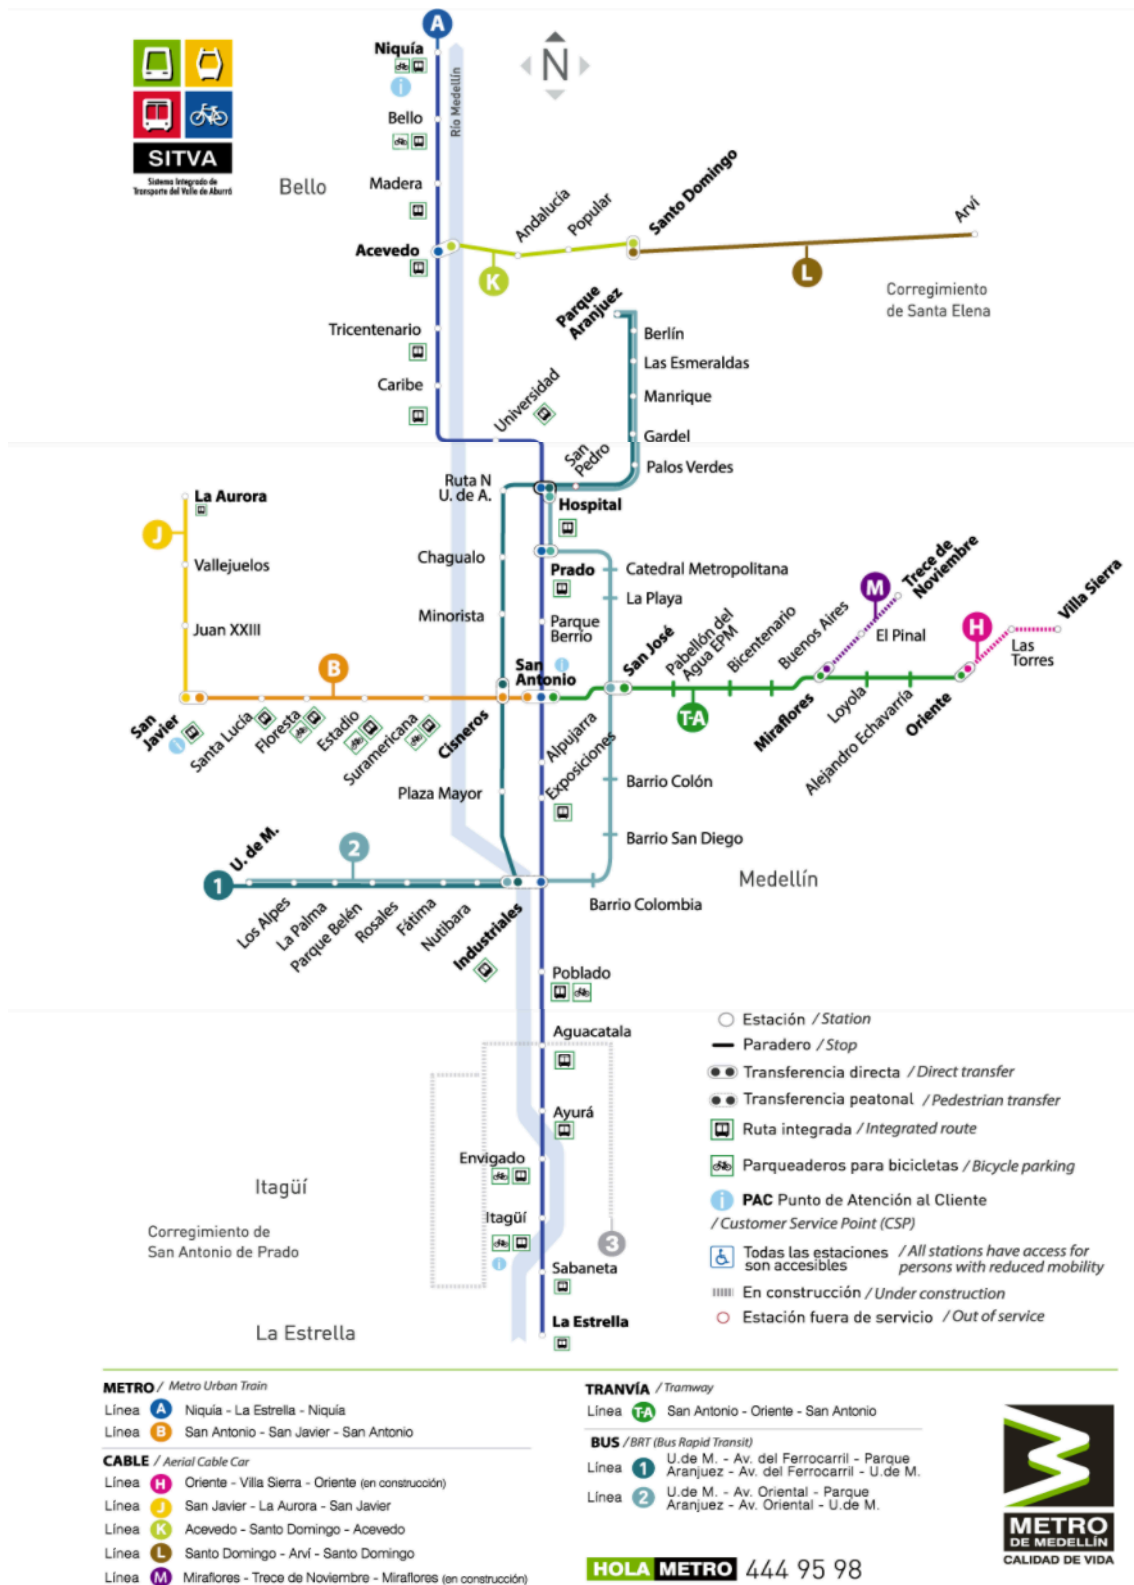 A
Niquía
N
Río Medellín
Bello
SITVA
Sistema Integrado de
Transporte del Valle de Aburrá
Bello
Madera
Andalucía
Popular
Santo Domingo
Arví
Acevedo
K
L
Corregimiento
de Santa Elena
Parque
Aranjuez
Tricentenario
Berlín
Las Esmeraldas
Caribe
Universidad
Manrique
Gardel
San
Pedro
Palos Verdes
Ruta N
U. de A.
La Aurora
Hospital
J
Vallejuelos
Chagualo
Prado
Catedral Metropolitana
La Playa
Trece de
Noviembre
M
Villa Sierra
Juan XXIII
Minorista
Parque
Berrio
San José
Pabellón del
Agua EPM
Bicentenario
Buenos Aires
El Pinal
H
Las
Torres
B
San
Antonio
San
Javier
Santa Lucía
Floresta
Estadio
Suramericana
Cisneros
Alpujarra
T-A
Miraflores
Loyola
Alejandro Echavarría
Oriente
Plaza Mayor
Exposiciones
Barrio Colón
Barrio San Diego
U. de M.
2
1
Medellín
Los Alpes
La Palma
Parque Belén
Rosales
Fátima
Nutibara
Industriales
Barrio Colombia
Poblado
Aguacatala
Ayurá
Envigado
Itagüí
Itagüí
Corregimiento de
San Antonio de Prado
3
Sabaneta
La Estrella
La Estrella
Estación / Station
Paradero / Stop
Transferencia directa / Direct transfer
Transferencia peatonal / Pedestrian transfer
Ruta integrada / Integrated route
Parqueaderos para bicicletas / Bicycle parking
i PAC Punto de Atención al Cliente
/ Customer Service Point (CSP)
Todas las estaciones / All stations have access for
son accesibles persons with reduced mobility
En construcción / Under construction
Estación fuera de servicio / Out of service
METRO / Metro Urban Train
Línea A Niquía - La Estrella - Niquía
Línea B San Antonio - San Javier - San Antonio
CABLE / Aerial Cable Car
Línea H Oriente - Villa Sierra - Oriente (en construcción)
Línea J San Javier - La Aurora - San Javier
Línea K Acevedo - Santo Domingo - Acevedo
Línea L Santo Domingo - Arví - Santo Domingo
Línea M Miraflores - Trece de Noviembre - Miraflores (en construcción)
TRANVÍA / Tramway
Línea T-A San Antonio - Oriente - San Antonio
BUS / BRT (Bus Rapid Transit)
Línea 1 U.de M. - Av. del Ferrocarril - Parque
Aranjuez - Av. del Ferrocarril - U.de M.
Línea 2 U.de M. - Av. Oriental - Parque
Aranjuez - Av. Oriental - U.de M.
HOLA METRO 444 95 98
METRO
DE MEDELLÍN
CALIDAD DE VIDA